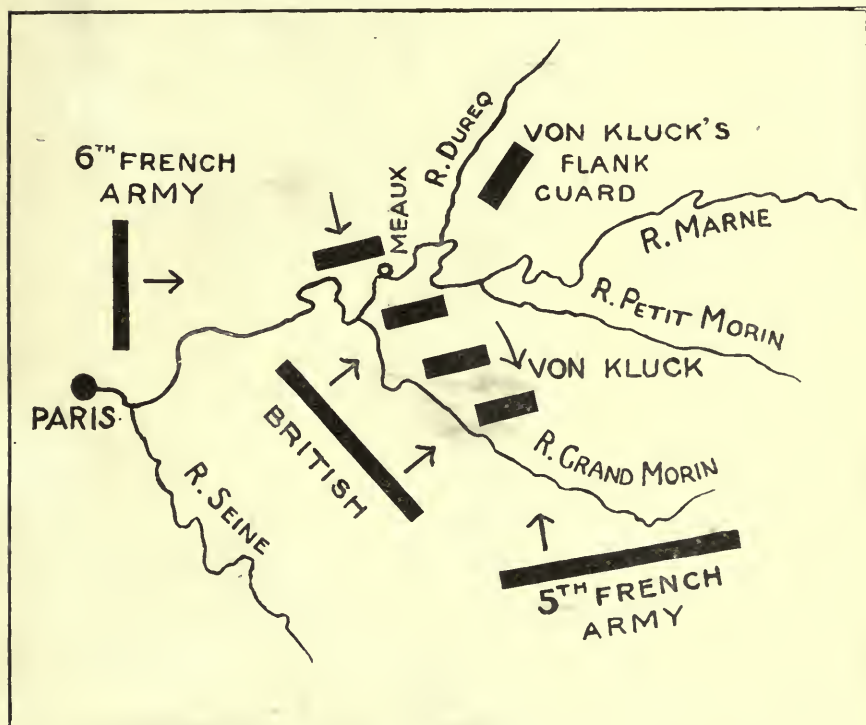 6TH FRENCH
ARMY
R. DURCQ
VON KLUCK'S
FLANK
GUARD
MEAUX
R. MARNE
R. PETIT MORIN
VON KLUCK
PARIS
BRITISH
R. GRAND MORIN
R. SEINE
5TH FRENCH
ARMY